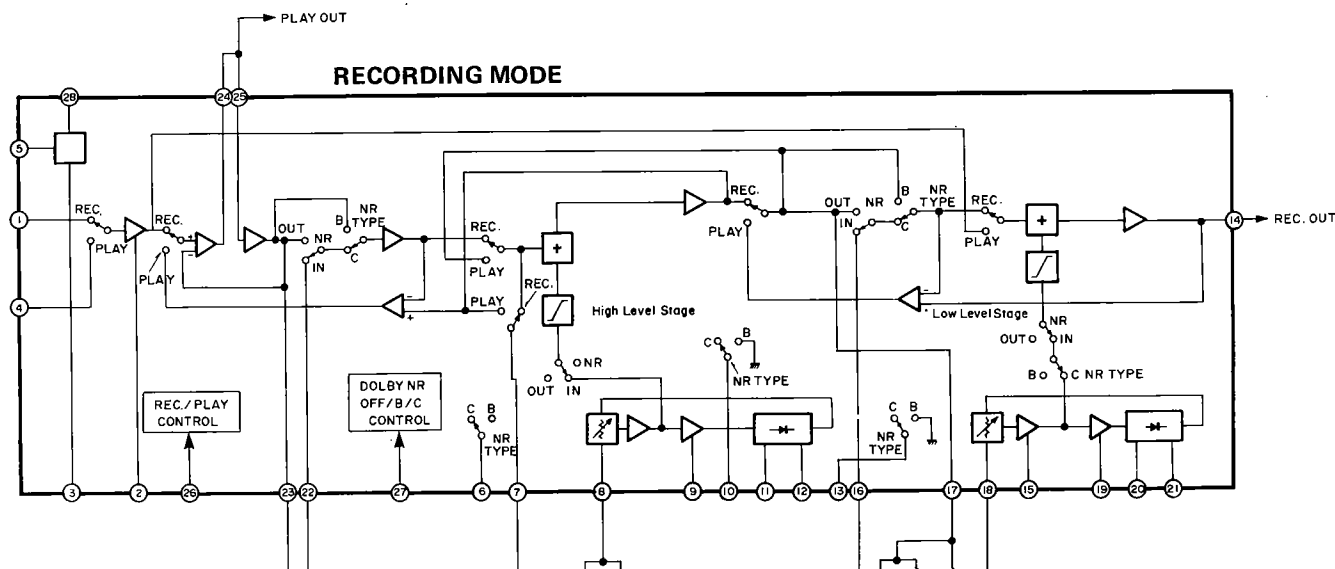 PLAY OUT
RECORDING MODE
28
24
25
5
1
REC.
PLAY
4
REC.
+
-
PLAY
OUT
B
NR TYPE
NR
IN
C
REC.
PLAY
-
+
PLAY
REC.
+
High Level Stage
NR
OUT
IN
REC.
PLAY
OUT
NR
IN
B
NR TYPE
C
REC.
PLAY
-
Low Level Stage
+
14
REC. OUT
NR
OUT
IN
B
C NR TYPE
REC./PLAY
CONTROL
DOLBY NR
OFF/B/C
CONTROL
C
B
NR
TYPE
C
B
NR TYPE
C
B
NR
TYPE
3
2
26
23
22
27
6
7
8
9
10
11
12
13
16
17
18
15
19
20
21